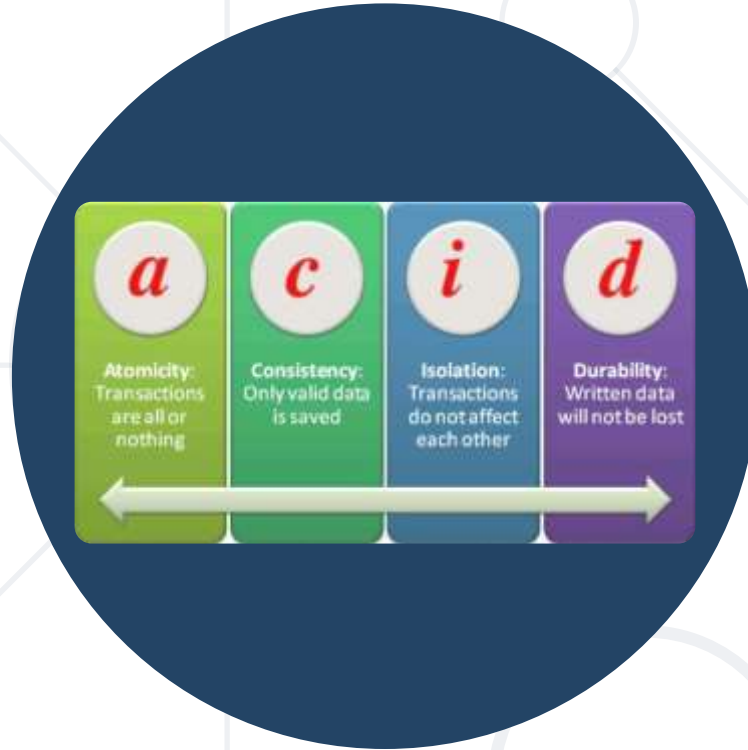 a
c
i
d
Atomicity:
Transactions
are all or
nothing
Consistency:
Only valid data
is saved
Isolation:
Transactions
do not affect
each other
Durability:
Written data
will not be lost